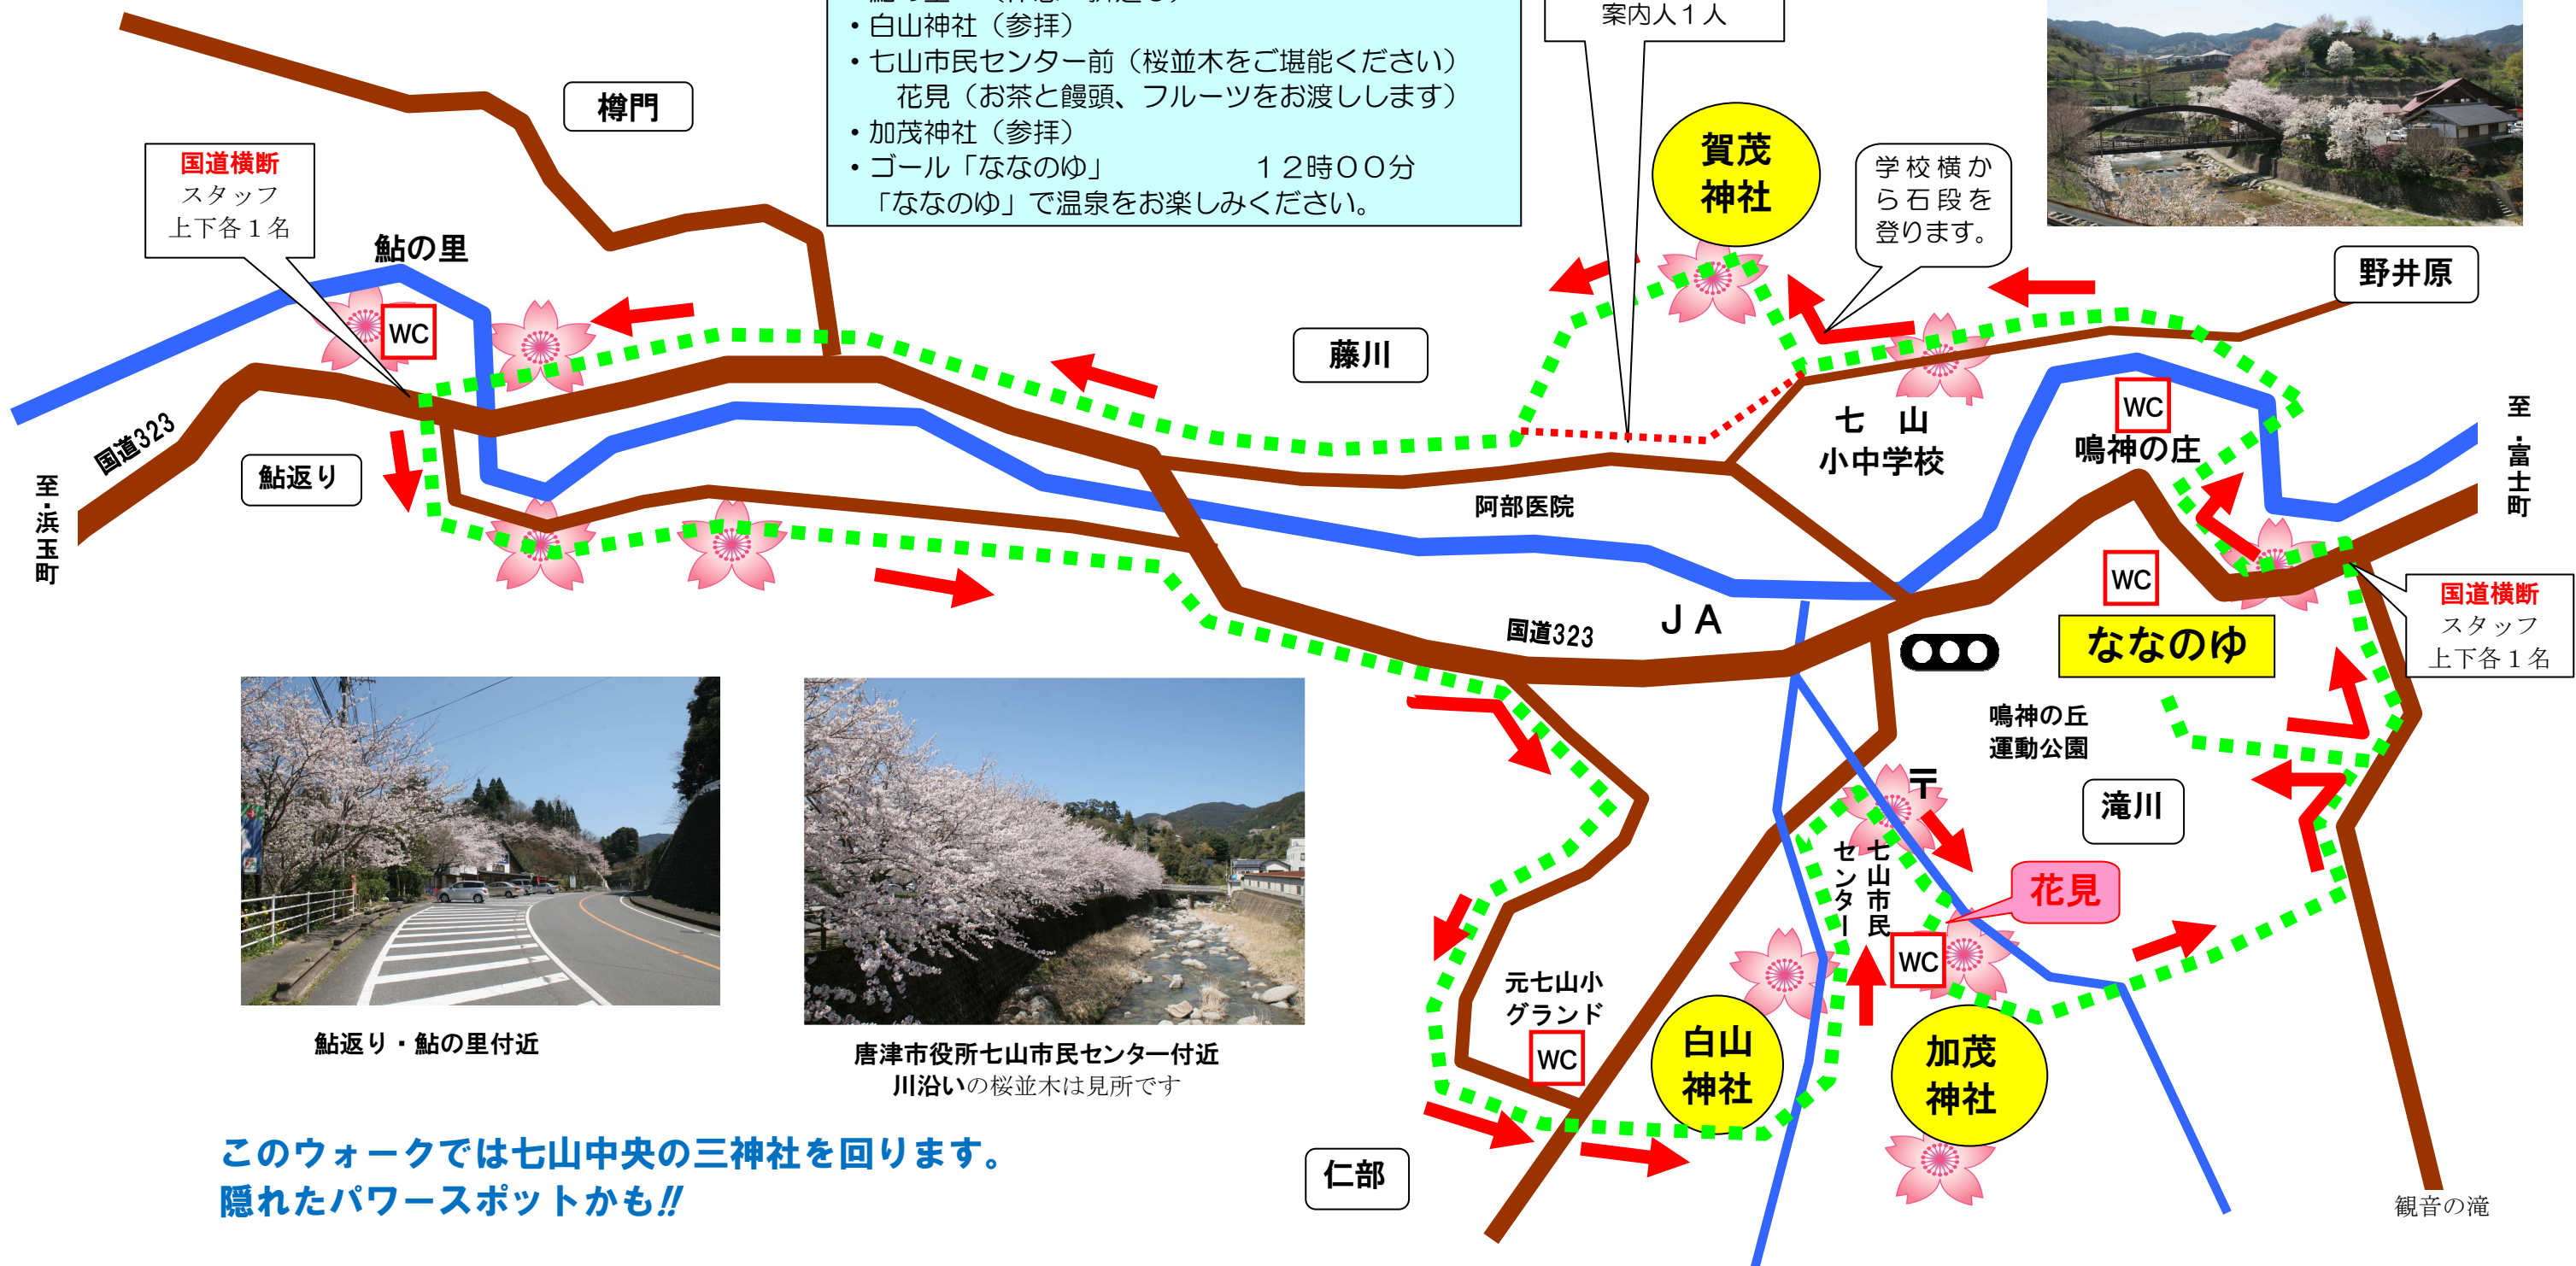 ・白山神社（参拝）
・七山市民センター前（桜並木をご堪能ください）
花見（お茶と饅頭、フルーツをお渡しします）
・加茂神社（参拝）
・ゴール「ななのゆ」　１２時００分
「ななのゆ」で温泉をお楽しみください。
案内人１人
樽門
国道横断
スタッフ
上下各１名
鮎の里
WC
賀茂
神社
学校横か
ら石段を
登ります。
野井原
藤川
国道323
鮎返り
至・浜玉町
七　山
小中学校
WC
鳴神の庄
至・富士町
阿部医院
WC
ななのゆ
国道横断
スタッフ
上下各１名
国道323
ＪＡ
鳴神の丘
運動公園
滝川
〒
七山市民
センター
花見
WC
元七山小
グランド
WC
白山
神社
加茂
神社
仁部
観音の滝
鮎返り・鮎の里付近
唐津市役所七山市民センター付近
川沿いの桜並木は見所です
このウォークでは七山中央の三神社を回ります。
隠れたパワースポットかも!!